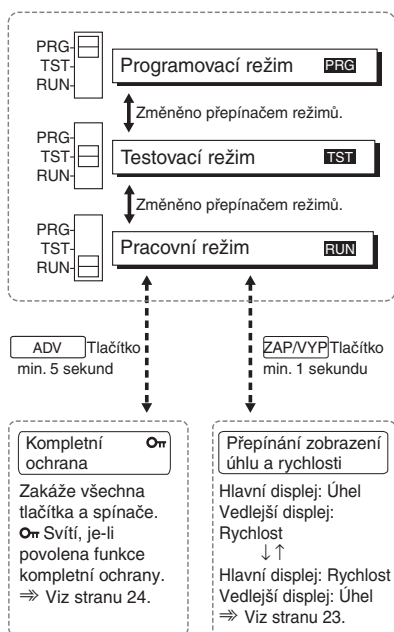 PRG
TST
RUN
Programovací režim PRG
Změněno přepínačem režimů.
PRG
TST
RUN
Testovací režim TST
Změněno přepínačem režimů.
PRG
TST
RUN
Pracovní režim RUN
ADV Tlačítko
min. 5 sekund
ZAP/VYP Tlačítko
min. 1 sekundu
Kompletní
ochrana
Zakáže všechna
tlačítka a spínače.
Svítí, je-li
povolena funkce
kompletní ochrany.
⇒ Viz stranu 24.
Přepínání zobrazení
úhlu a rychlosti
Hlavní displej: Úhel
Vedlejší displej:
Rychlost
↓↑
Hlavní displej: Rychlost
Vedlejší displej: Úhel
⇒ Viz stranu 23.